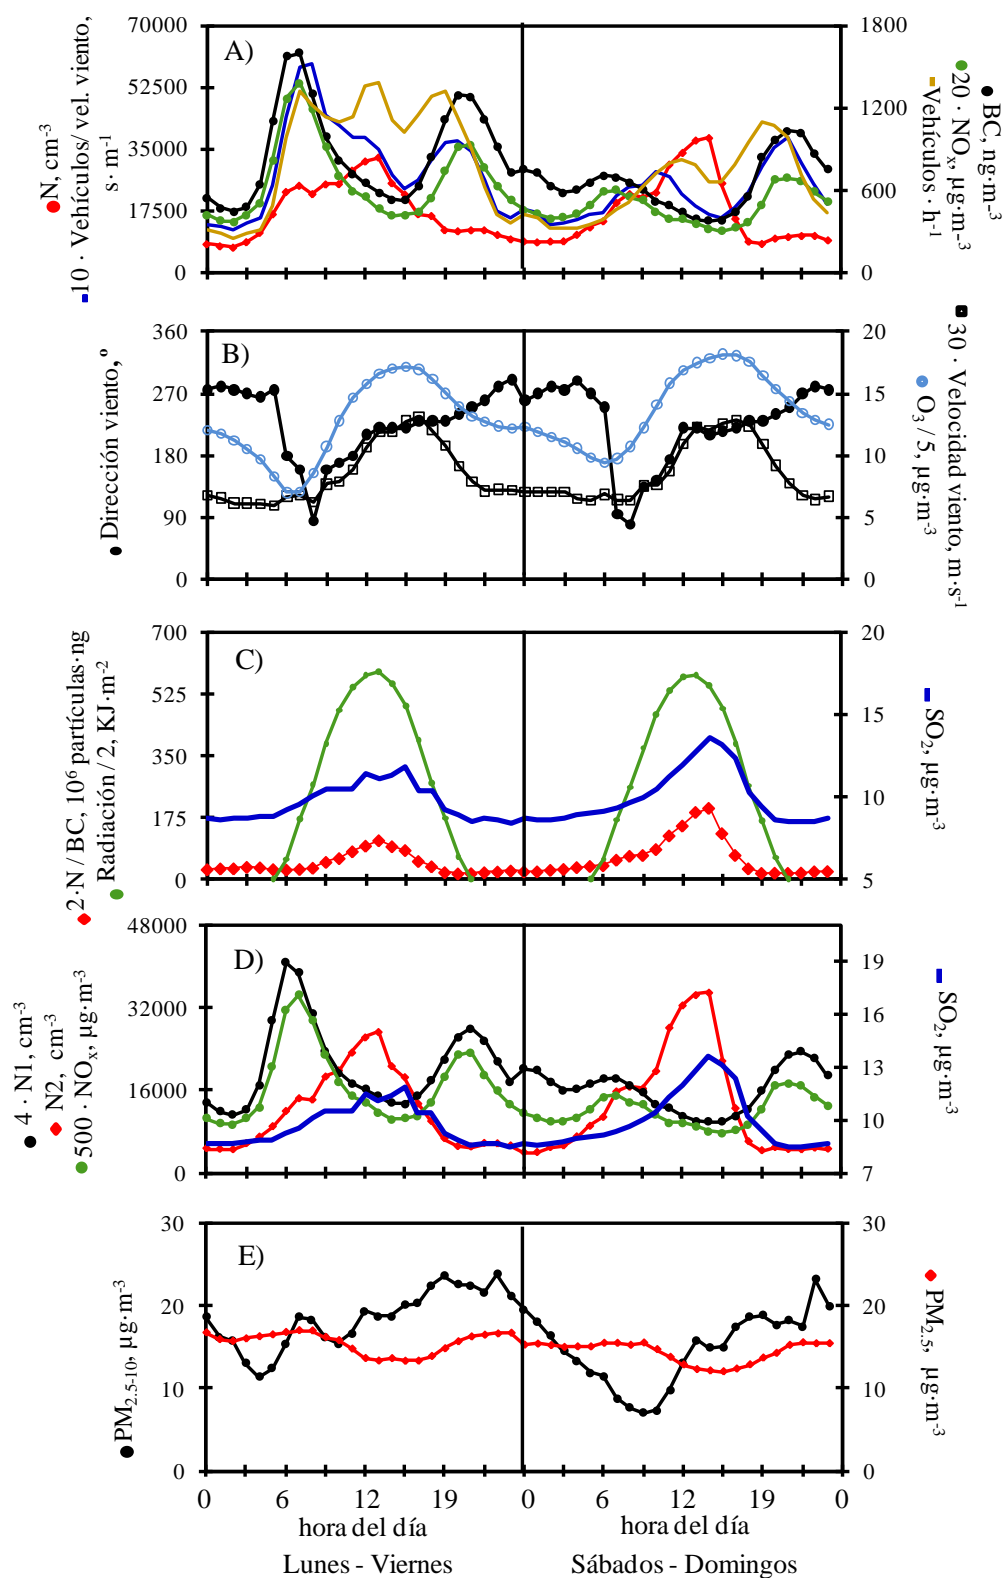 A)
70000
52500
35000
17500
0
1800
1200
600
0
N, cm-3
10 · Vehículos/ vel. viento,
s · m-1
BC, ng·m-3
20 · NOx, µg·m-3
Vehículos · h-1
B)
360
270
180
90
0
20
15
10
5
0
Dirección viento, º
30 · Velocidad viento, m·s-1
O3 / 5, µg·m-3
C)
700
525
350
175
0
20
15
10
5
2·N / BC, 10⁶ partículas·ng
Radiación / 2, KJ·m-2
SO2, µg·m-3
D)
48000
32000
16000
0
19
16
13
10
7
4 · N1, cm-3
N2, cm-3
500 · NOx, µg·m-3
SO2, µg·m-3
E)
30
20
10
0
30
20
10
0
PM2.5-10, µg·m-3
PM2.5, µg·m-3
0 6 12 19 0 6 12 19 0
hora del día hora del día
Lunes - Viernes Sábados - Domingos